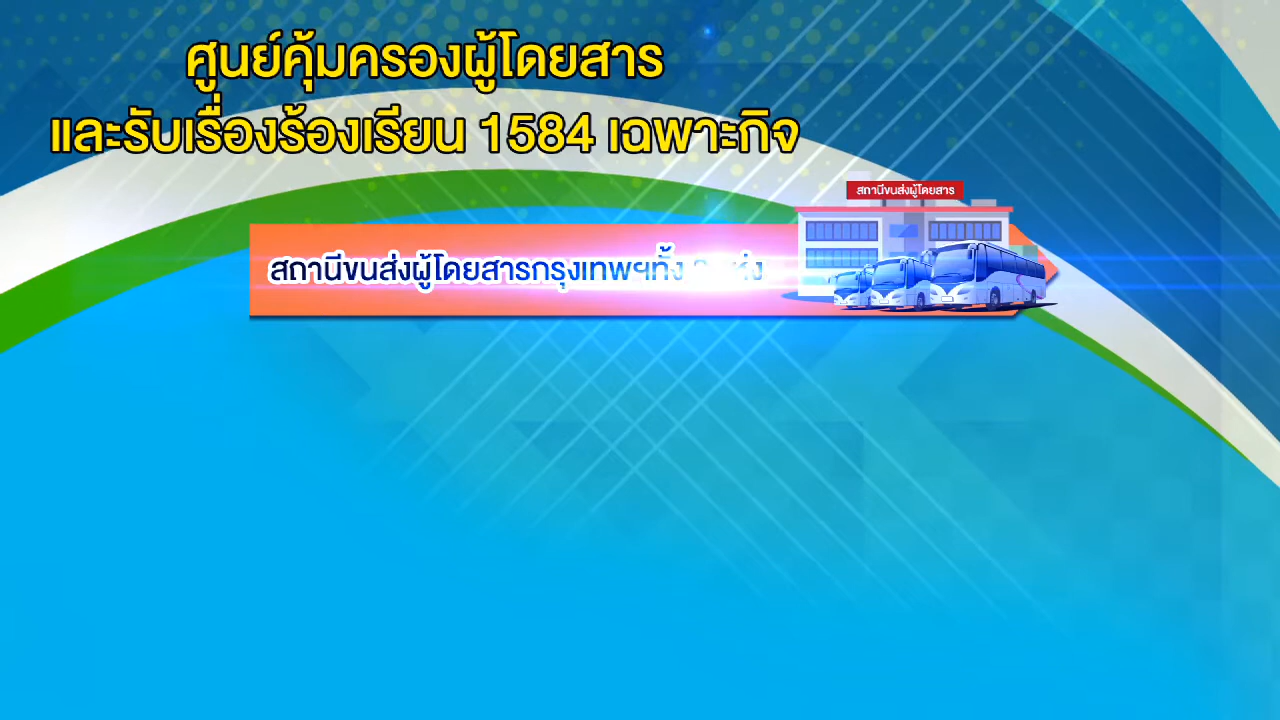 ศูนย์คุ้มครองผู้โดยสาร
และรับเรื่องร้องเรียน 1584 เฉพาะกิจ
สถานีขนส่งผู้โดยสาร
สถานีขนส่งผู้โดยสารกรุงเทพฯทั้ง